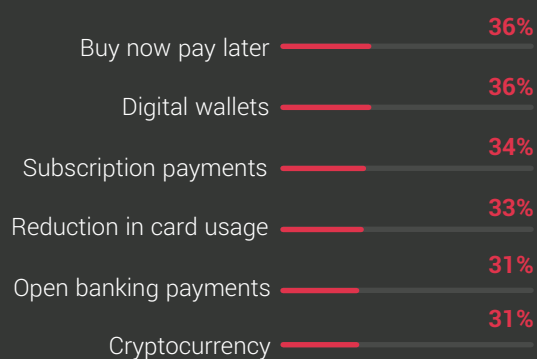 36%
Buy now pay later
36%
Digital wallets
34%
Subscription payments
33%
Reduction in card usage
31%
Open banking payments
31%
Cryptocurrency